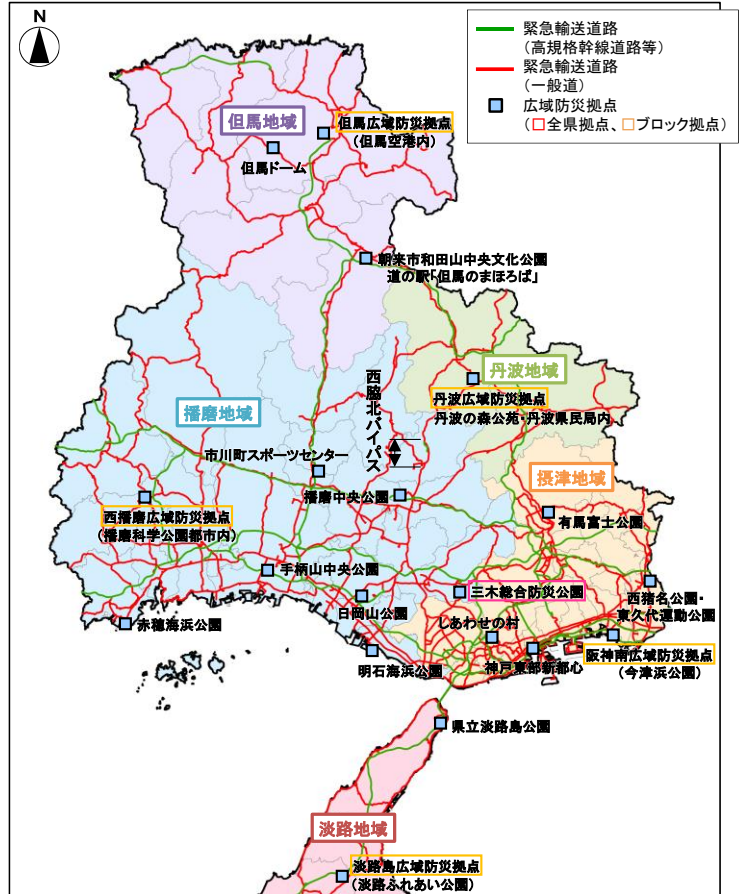 N
緊急輸送道路
(高規格幹線道路等)
緊急輸送道路
(一般道)
広域防災拠点
(□全県拠点、□ブロック拠点)
但馬地域
但馬広域防災拠点
(但馬空港内)
但馬ドーム
朝来市和田山中央文化公園
道の駅「但馬のまほろば」
丹波地域
丹波広域防災拠点
丹波の森公苑・丹波県民局内
西脇北バイパス
播磨地域
市川町スポーツセンター
摂津地域
播磨中央公園
西播磨広域防災拠点
(播磨科学公園都市内)
有馬富士公園
手柄山中央公園
三木総合防災公園
西猪名公園・
東久代運動公園
日岡山公園
赤穂海浜公園
しあわせの村
明石海浜公園
神戸東部新都心
阪神南広域防災拠点
(今津浜公園)
県立淡路島公園
淡路地域
淡路島広域防災拠点
(淡路ふれあい公園)